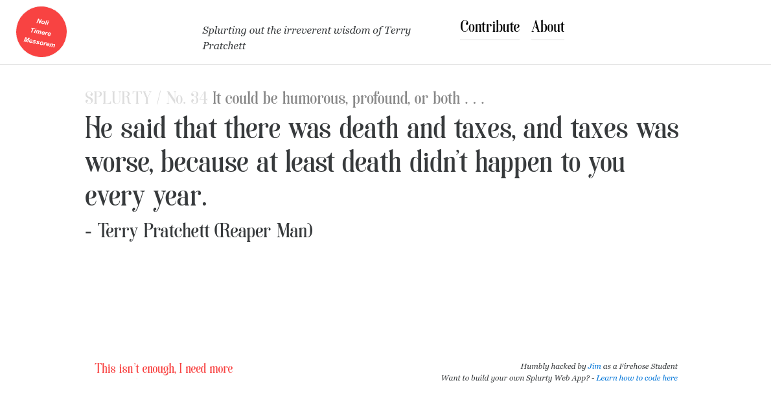 Noli
Timere
Messorem
Splurting out the irreverent wisdom of Terry
Pratchett
Contribute About
SPLURTY / No. 34 It could be humorous, profound, or both . . .
He said that there was death and taxes, and taxes was
worse, because at least death didn't happen to you
every year.
- Terry Pratchett (Reaper Man)
This isn't enough, I need more
Humbly hacked by Jim as a Firehose Student
Want to build your own Splurty Web App? - Learn how to code here